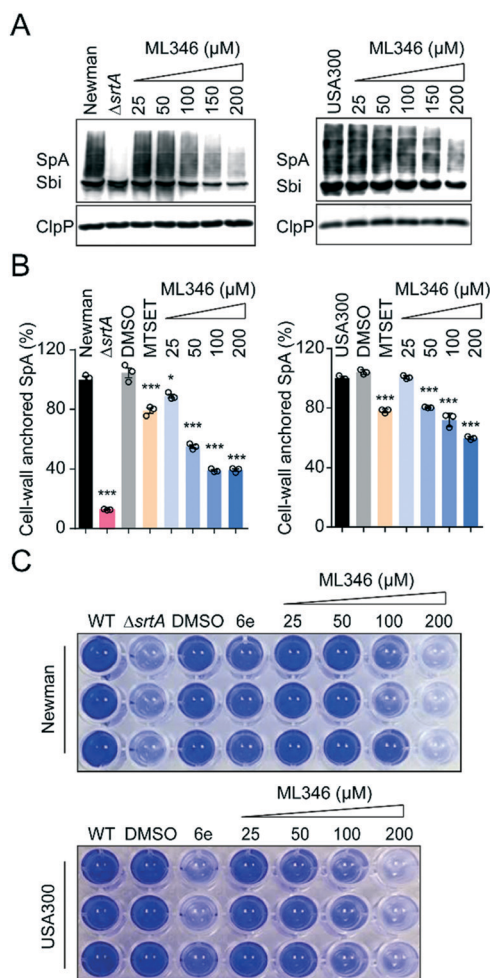 A
ML346 (μM)
Newman
ΔsrtA
25
50
100
150
200
SpA
Sbi
ClpP
ML346 (μM)
USA300
25
50
100
150
200
SpA
Sbi
ClpP
B
ML346 (μM)
Newman
ΔsrtA
DMSO
MTSET
25
50
100
200
Cell-wall anchored SpA (%)
120
80
40
0
***
***
*
***
***
***
ML346 (μM)
USA300
DMSO
MTSET
25
50
100
200
Cell-wall anchored SpA (%)
120
80
40
0
***
***
***
***
C
ML346 (μM)
WT ΔsrtA DMSO 6e 25 50 100 200
Newman
ML346 (μM)
WT DMSO 6e 25 50 100 200
USA300